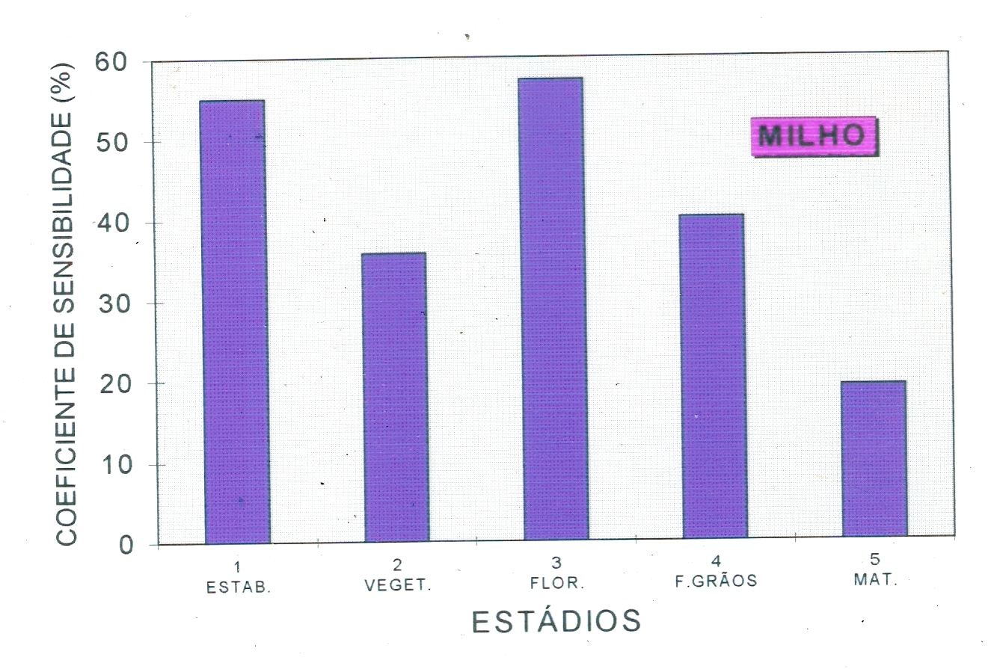 COEFICIENTE DE SENSIBILIDADE (%)
60
50
40
30
20
10
0
MILHO
1
ESTAB.
2
VEGET.
3
FLOR.
4
F.GRÃOS
5
MAT.
ESTÁDIOS